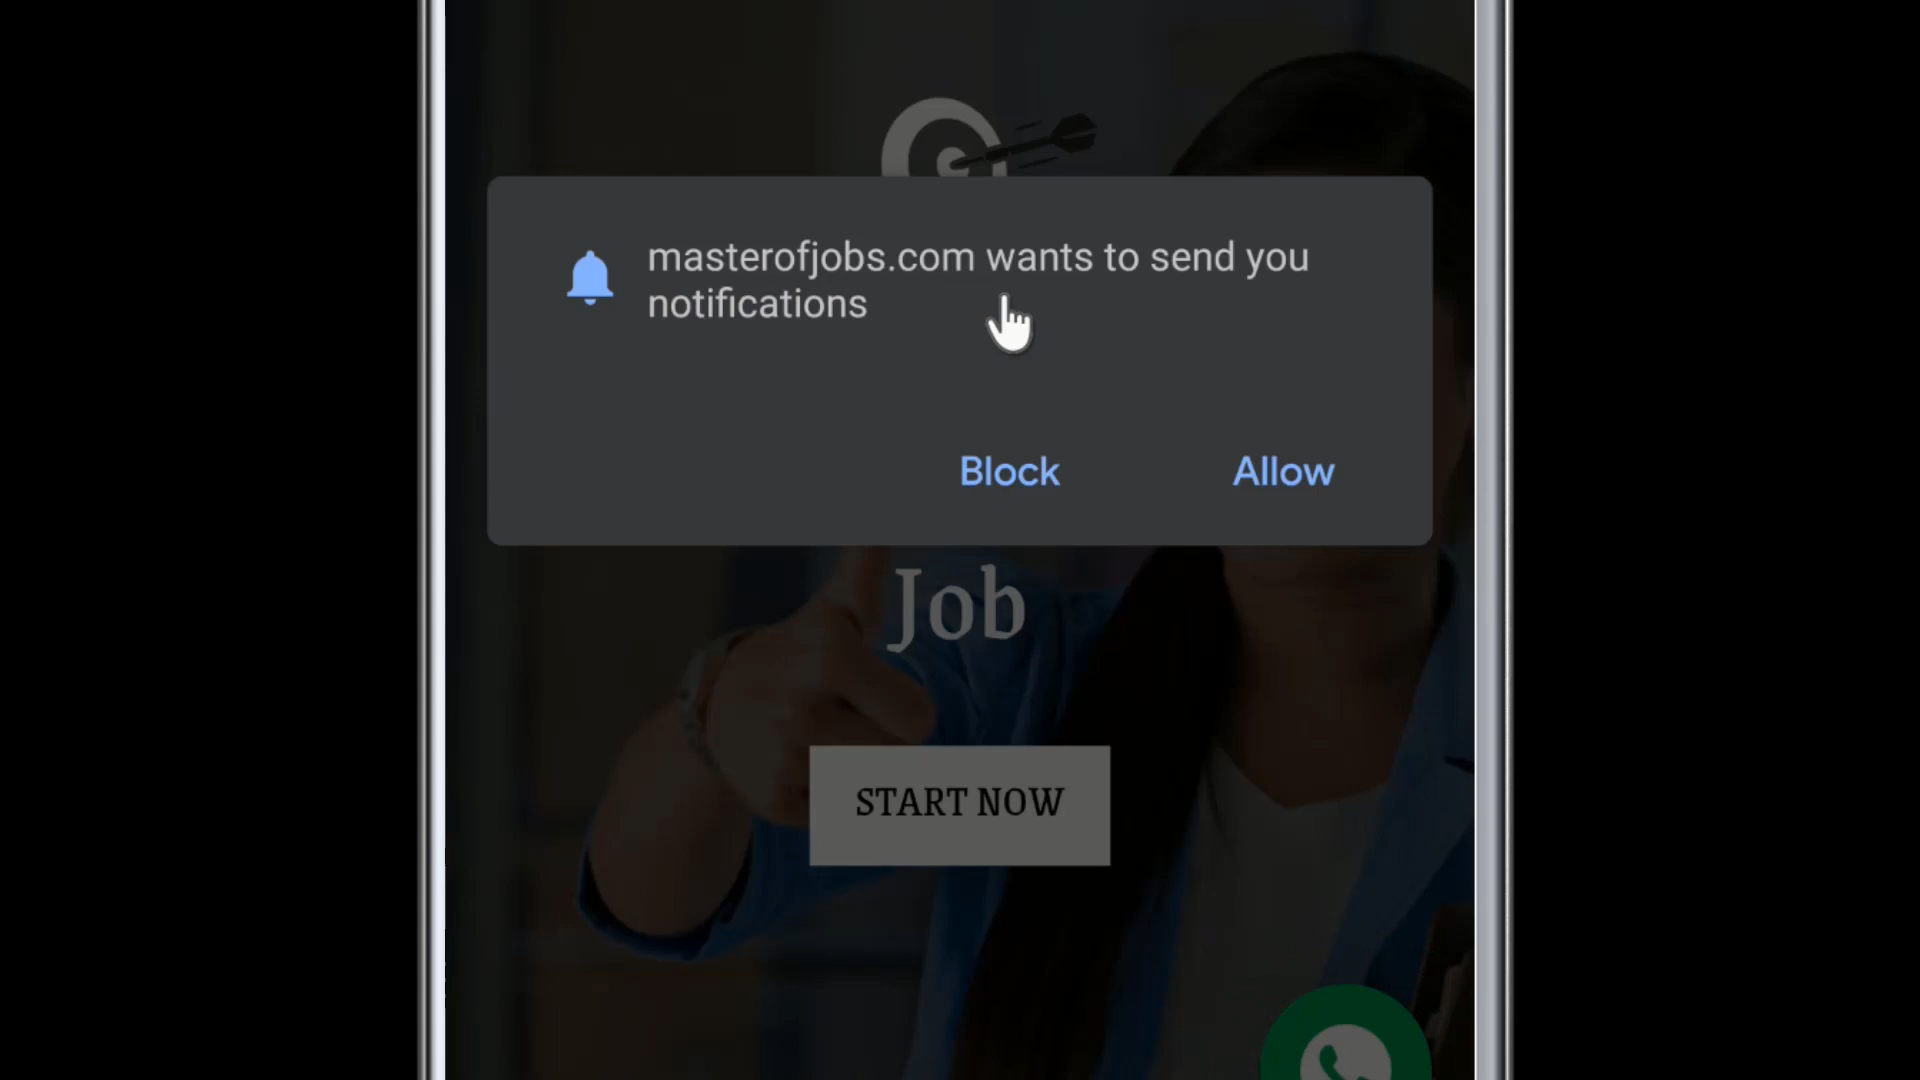 masterofjobs.com wants to send you
notifications
Block
Allow
Job
START NOW